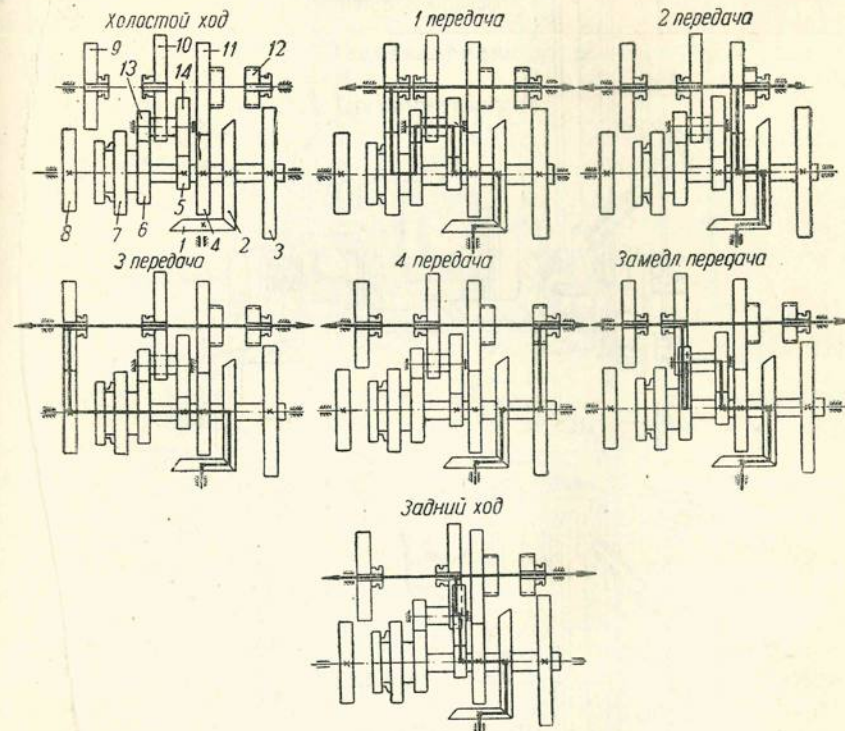 Холостой ход
1 передача
2 передача
9
10
11
12
13
14
8
7
6
5
4
3
2
1
3 передача
4 передача
Замедл передача
Задний ход